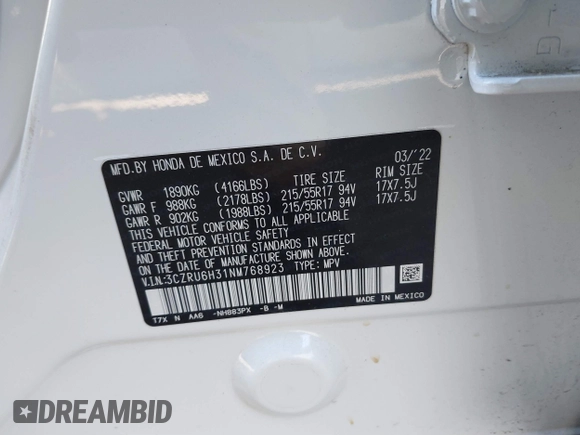 MFD.BY HONDA DE MEXICO S.A. DE C.V. 03/'22
TIRE SIZE RIM SIZE
GVWR 1890KG (4166LBS)
GAWR F 988KG (2178LBS) 215/55R17 94V 17X7.5J
GAWR R 902KG (1988LBS) 215/55R17 94V 17X7.5J
THIS VEHICLE CONFORMS TO ALL APPLICABLE
FEDERAL MOTOR VEHICLE SAFETY,
BUMPER, AND THEFT PREVENTION STANDARDS IN EFFECT
ON THE DATE OF MANUFACTURE SHOWN ABOVE.
V.I.N:3CZRU6H31NM768923 TYPE: MPV
MADE IN MEXICO
T7X N AA6 -NH883PX -B -M
DREAMBID